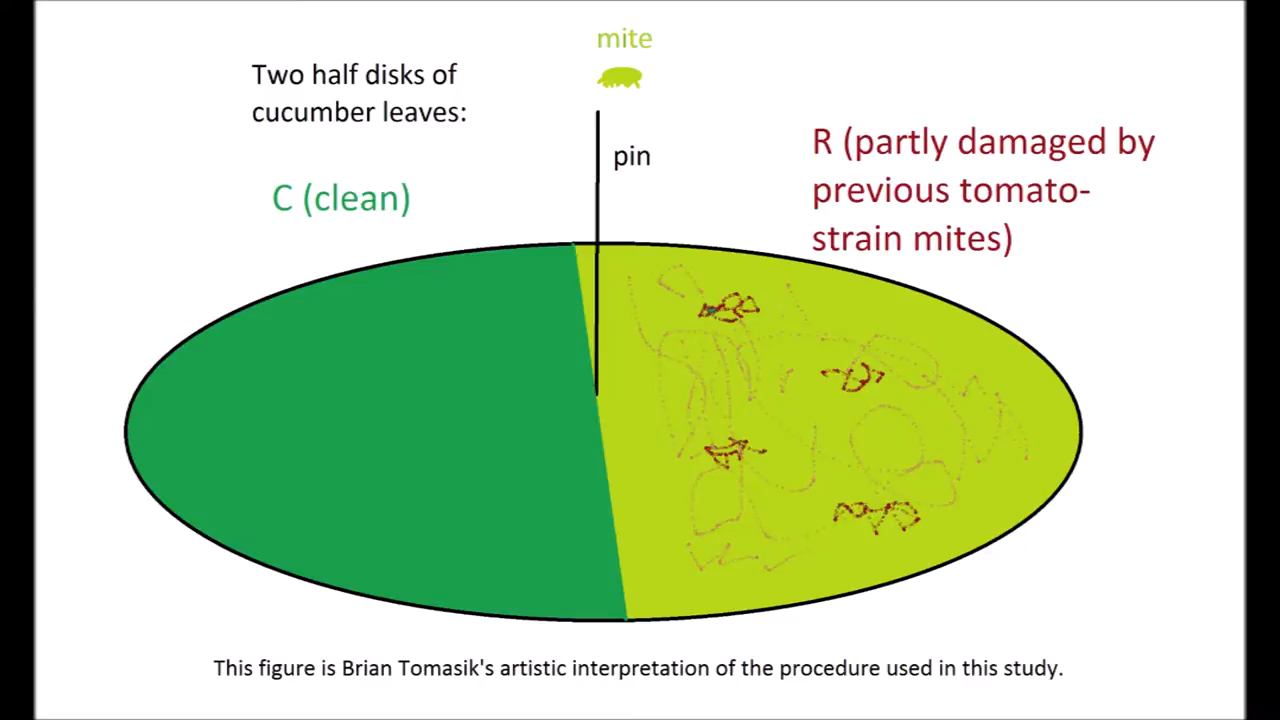 mite
Two half disks of
cucumber leaves:
pin
C (clean)
R (partly damaged by
previous tomato-
strain mites)
This figure is Brian Tomasik's artistic interpretation of the procedure used in this study.